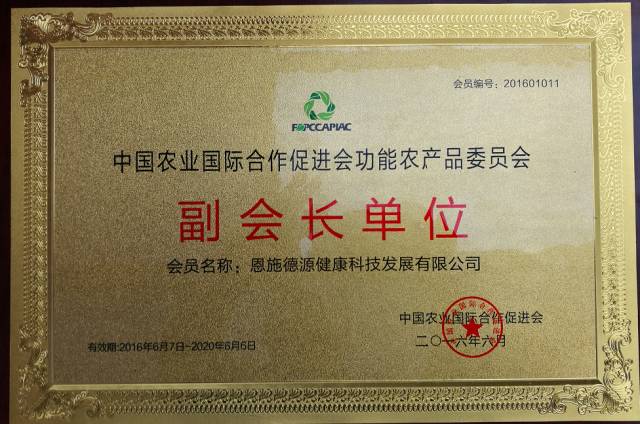 会员编号：201601011
FOPCCAPIAC
中国农业国际合作促进会功能农产品委员会
副会长单位
会员名称：恩施德源健康科技发展有限公司
中国农业国际合作促进会
二〇一六年六月
有效期:2016年6月7日~2020年6月6日